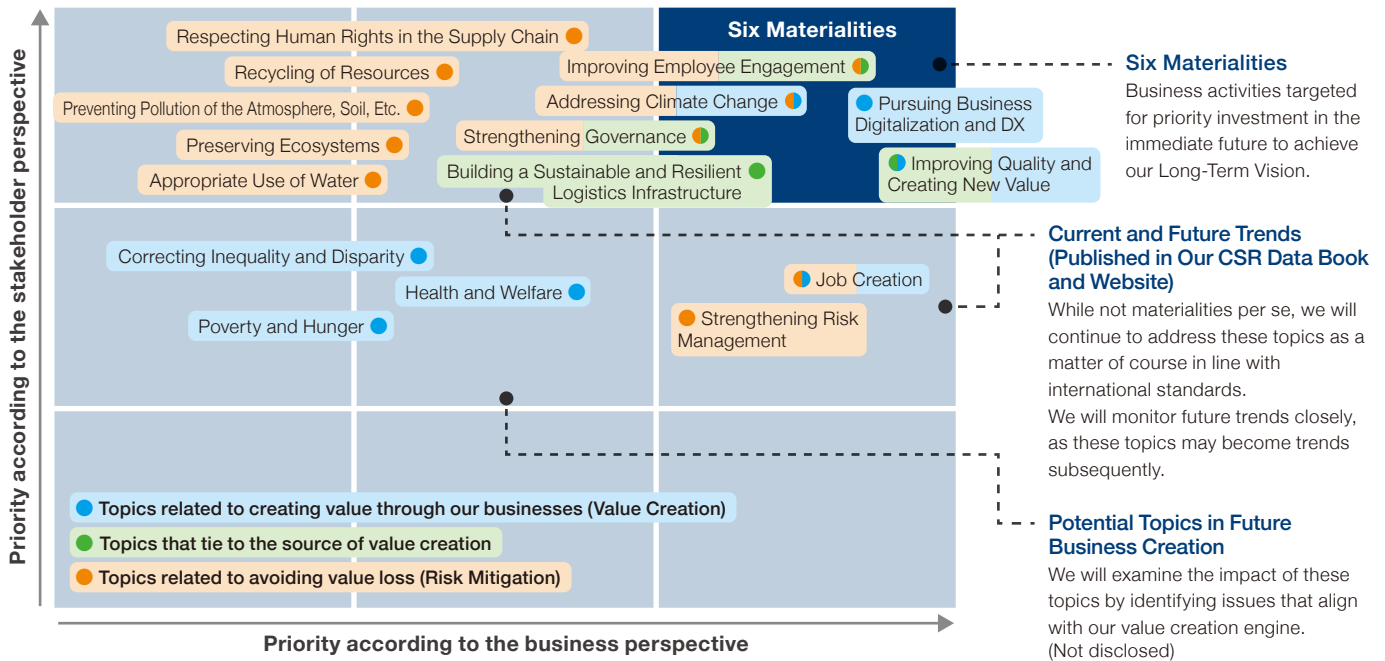 Priority according to the stakeholder perspective
Six Materialities
Respecting Human Rights in the Supply Chain
Recycling of Resources
Improving Employee Engagement
Preventing Pollution of the Atmosphere, Soil, Etc.
Addressing Climate Change
Pursuing Business
Digitalization and DX
Preserving Ecosystems
Strengthening Governance
Appropriate Use of Water
Building a Sustainable and Resilient
Logistics Infrastructure
Improving Quality and
Creating New Value
Correcting Inequality and Disparity
Health and Welfare
Job Creation
Poverty and Hunger
Strengthening Risk
Management
Topics related to creating value through our businesses (Value Creation)
Topics that tie to the source of value creation
Topics related to avoiding value loss (Risk Mitigation)
Priority according to the business perspective
Six Materialities
Business activities targeted
for priority investment in the
immediate future to achieve
our Long-Term Vision.
Current and Future Trends
(Published in Our CSR Data Book
and Website)
While not materialities per se, we will
continue to address these topics as a
matter of course in line with
international standards.
We will monitor future trends closely,
as these topics may become trends
subsequently.
Potential Topics in Future
Business Creation
We will examine the impact of these
topics by identifying issues that align
with our value creation engine.
(Not disclosed)